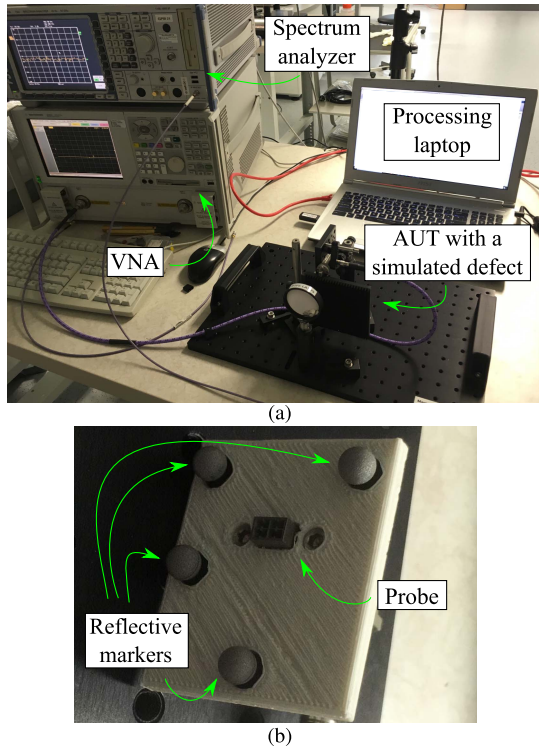 Spectrum
analyzer
Processing
laptop
VNA
AUT with a
simulated defect
(a)
Probe
Reflective
markers
(b)